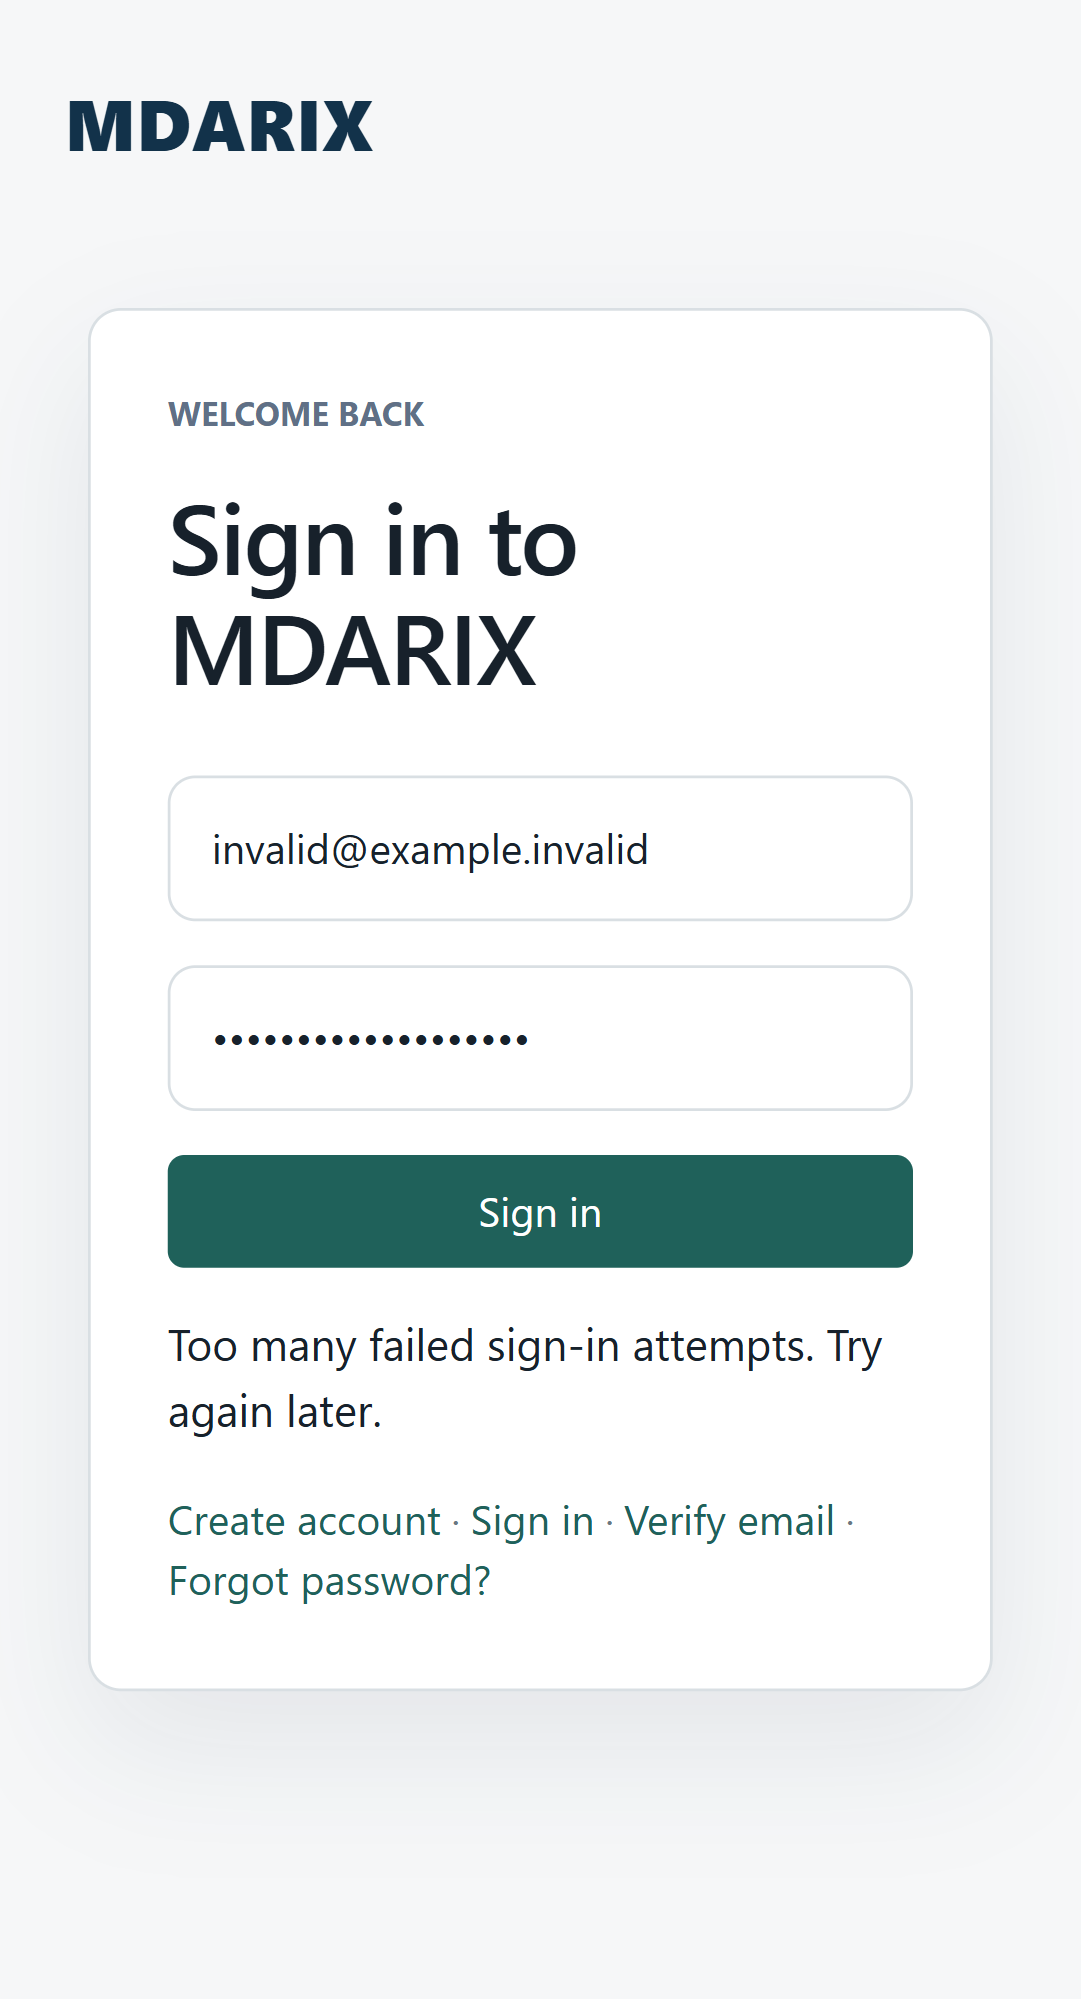 MDARIX
WELCOME BACK
Sign in to
MDARIX
invalid@example.invalid
•••••••••••••••••••
Sign in
Too many failed sign-in attempts. Try
again later.
Create account · Sign in · Verify email ·
Forgot password?